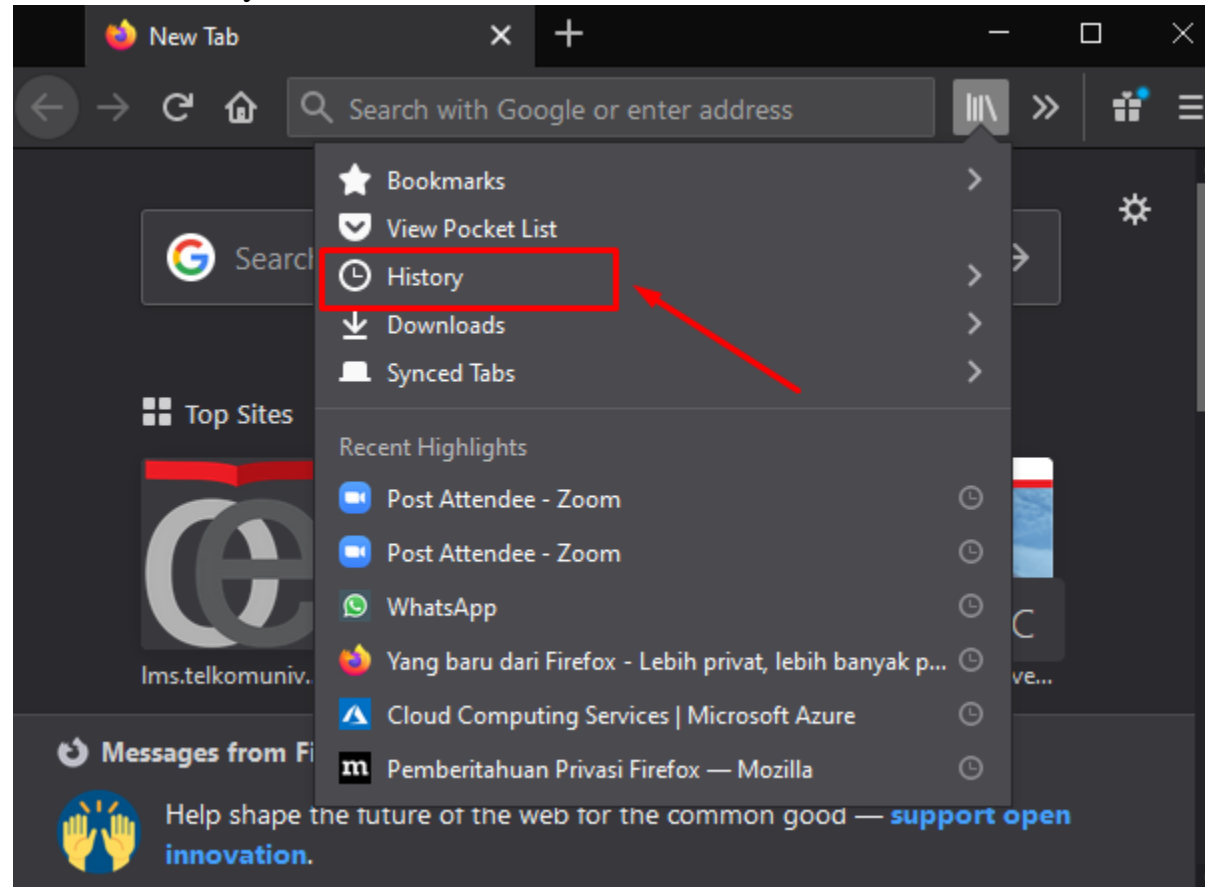 New Tab
Search with Google or enter address
Bookmarks
View Pocket List
Searc
History
Downloads
Synced Tabs
Top Sites
Recent Highlights
Post Attendee - Zoom
Post Attendee - Zoom
WhatsApp
C
Yang baru dari Firefox - Lebih privat, lebih banyak p...
lms.telkomuniv..
ve...
Cloud Computing Services | Microsoft Azure
Messages from Fi
Pemberitahuan Privasi Firefox — Mozilla
Help shape the future of the web for the common good — support open
innovation.